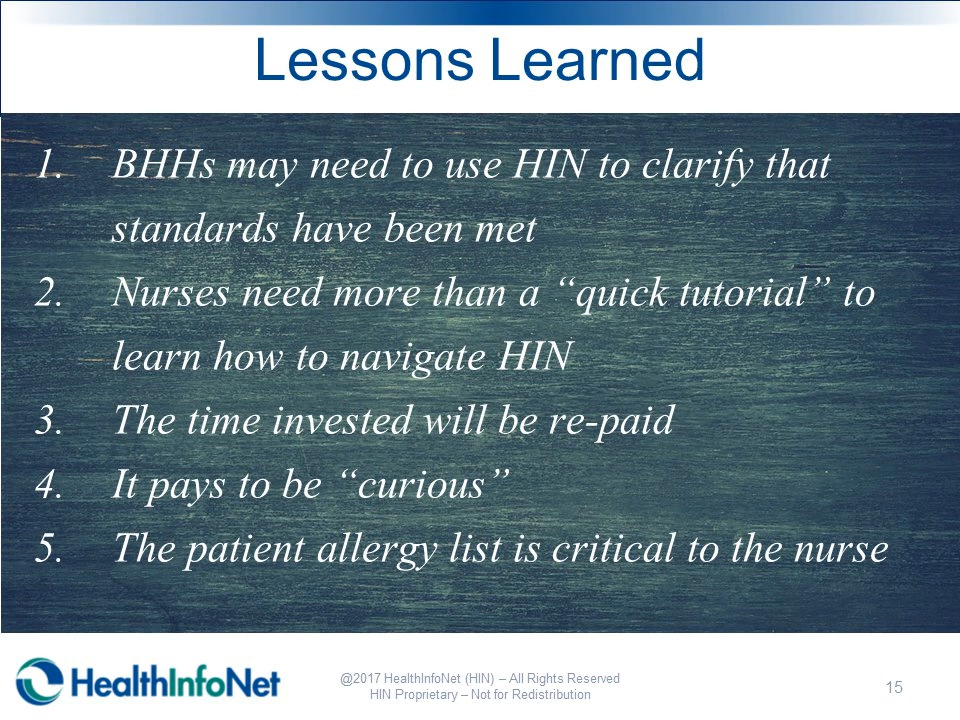 Lessons Learned
1. BHHs may need to use HIN to clarify that
standards have been met
2. Nurses need more than a “quick tutorial” to
learn how to navigate HIN
3. The time invested will be re-paid
4. It pays to be “curious”
5. The patient allergy list is critical to the nurse
HealthInfoNet
@2017 HealthInfoNet (HIN) – All Rights Reserved
HIN Proprietary – Not for Redistribution
15